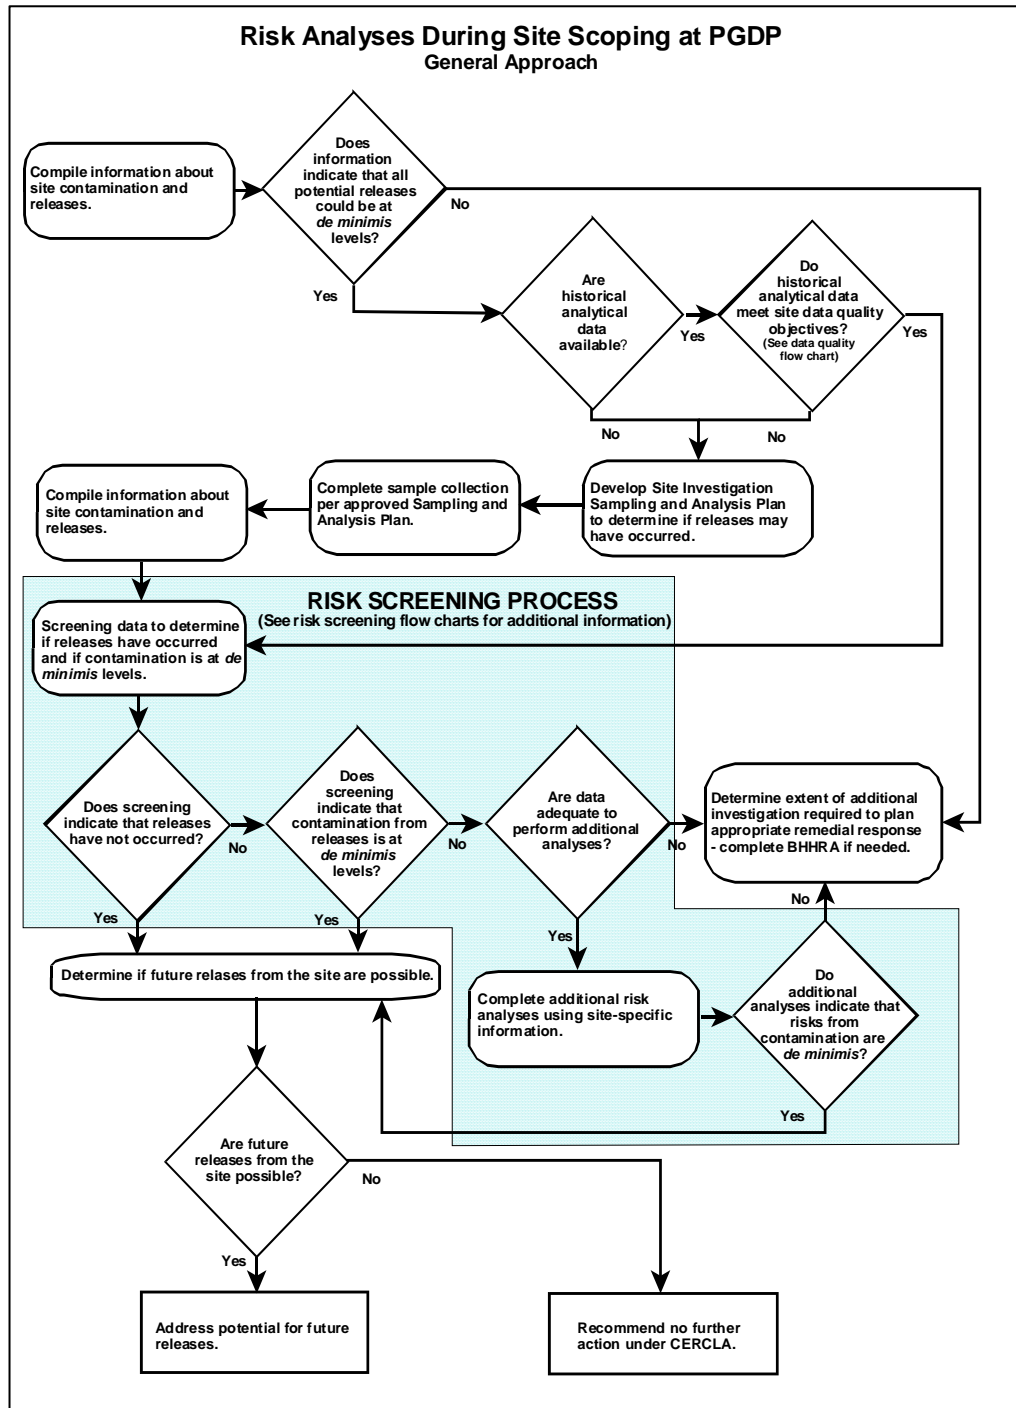 Risk Analyses During Site Scoping at PGDP
General Approach
Compile information about
site contamination and
releases.
Does
information
indicate that all
potential releases
could be at
de minimis
levels?
No
Yes
Are
historical
analytical
data
available?
Yes
Do
historical
analytical data
meet site data quality
objectives?
(See data quality
flow chart)
Yes
No
No
Compile information about
site contamination and
releases.
Complete sample collection
per approved Sampling and
Analysis Plan.
Develop Site Investigation
Sampling and Analysis Plan
to determine if releases may
have occurred.
RISK SCREENING PROCESS
(See risk screening flow charts for additional information)
Screening data to determine
if releases have occurred
and if contamination is at de
minimis levels.
Does screening
indicate that releases
have not occurred?
No
Yes
Does
screening
indicate that
contamination from
releases is at
de minimis
levels?
No
Yes
Are data
adequate to
perform additional
analyses?
No
Yes
Determine extent of additional
investigation required to plan
appropriate remedial response
- complete BHHRA if needed.
No
Determine if future relases from the site are possible.
Complete additional risk
analyses using site-specific
information.
Do
additional
analyses indicate that
risks from
contamination are
de minimis?
Yes
Are future
releases from the
site possible?
No
Yes
Address potential for future
releases.
Recommend no further
action under CERCLA.